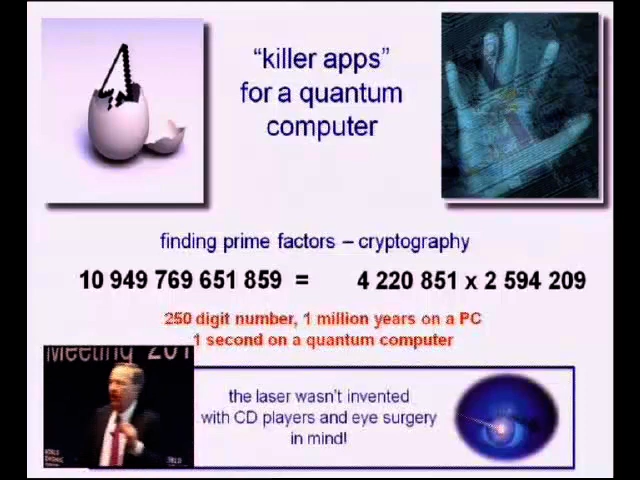 “killer apps”
for a quantum
computer
finding prime factors – cryptography
10 949 769 651 859 = 4 220 851 x 2 594 209
250 digit number, 1 million years on a PC
1 second on a quantum computer
Meeting 201
the laser wasn't invented
with CD players and eye surgery
in mind!